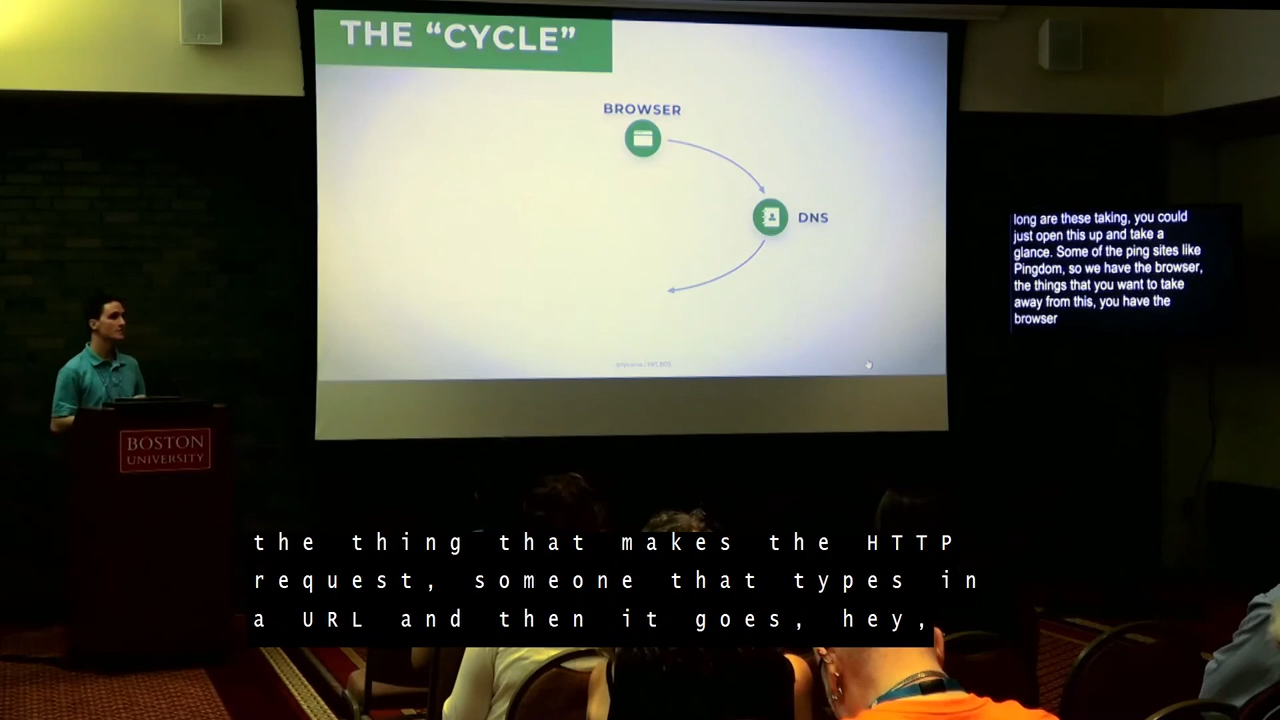 THE “CYCLE”
BROWSER
DNS
long are these taking, you could
just open this up and take a
glance. Some of the ping sites like
Pingdom, so we have the browser,
the things that you want to take
away from this, you have the
browser
BOSTON
UNIVERSITY
the thing that makes the HTTP
request, someone that types in
a URL and then it goes, hey,